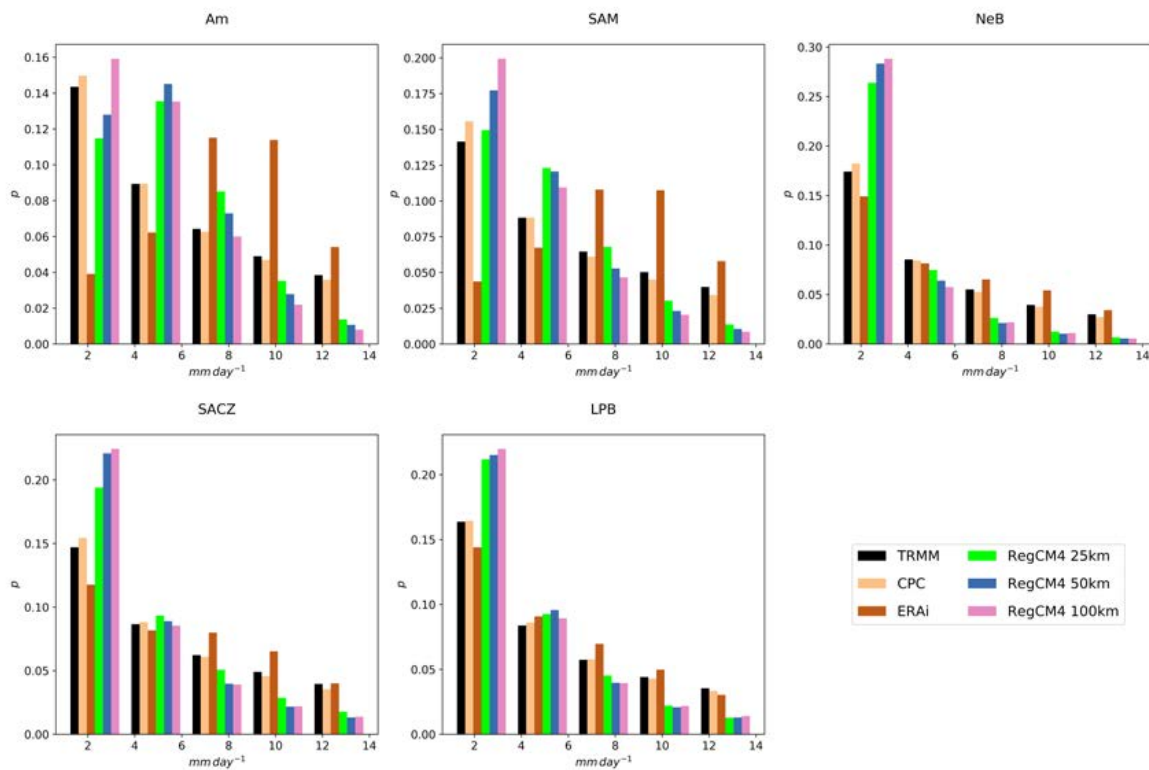 Am
SAM
NeB
0.16
0.14
0.12
0.10
0.08
0.06
0.04
0.02
0.00
p
2 4 6 8 10 12 14
mm day⁻¹
0.200
0.175
0.150
0.125
0.100
0.075
0.050
0.025
0.000
p
2 4 6 8 10 12 14
mm day⁻¹
0.30
0.25
0.20
0.15
0.10
0.05
0.00
p
2 4 6 8 10 12 14
mm day⁻¹
SACZ
LPB
0.20
0.15
0.10
0.05
0.00
p
2 4 6 8 10 12 14
mm day⁻¹
0.20
0.15
0.10
0.05
0.00
p
2 4 6 8 10 12 14
mm day⁻¹
TRMM
CPC
ERAi
RegCM4 25km
RegCM4 50km
RegCM4 100km